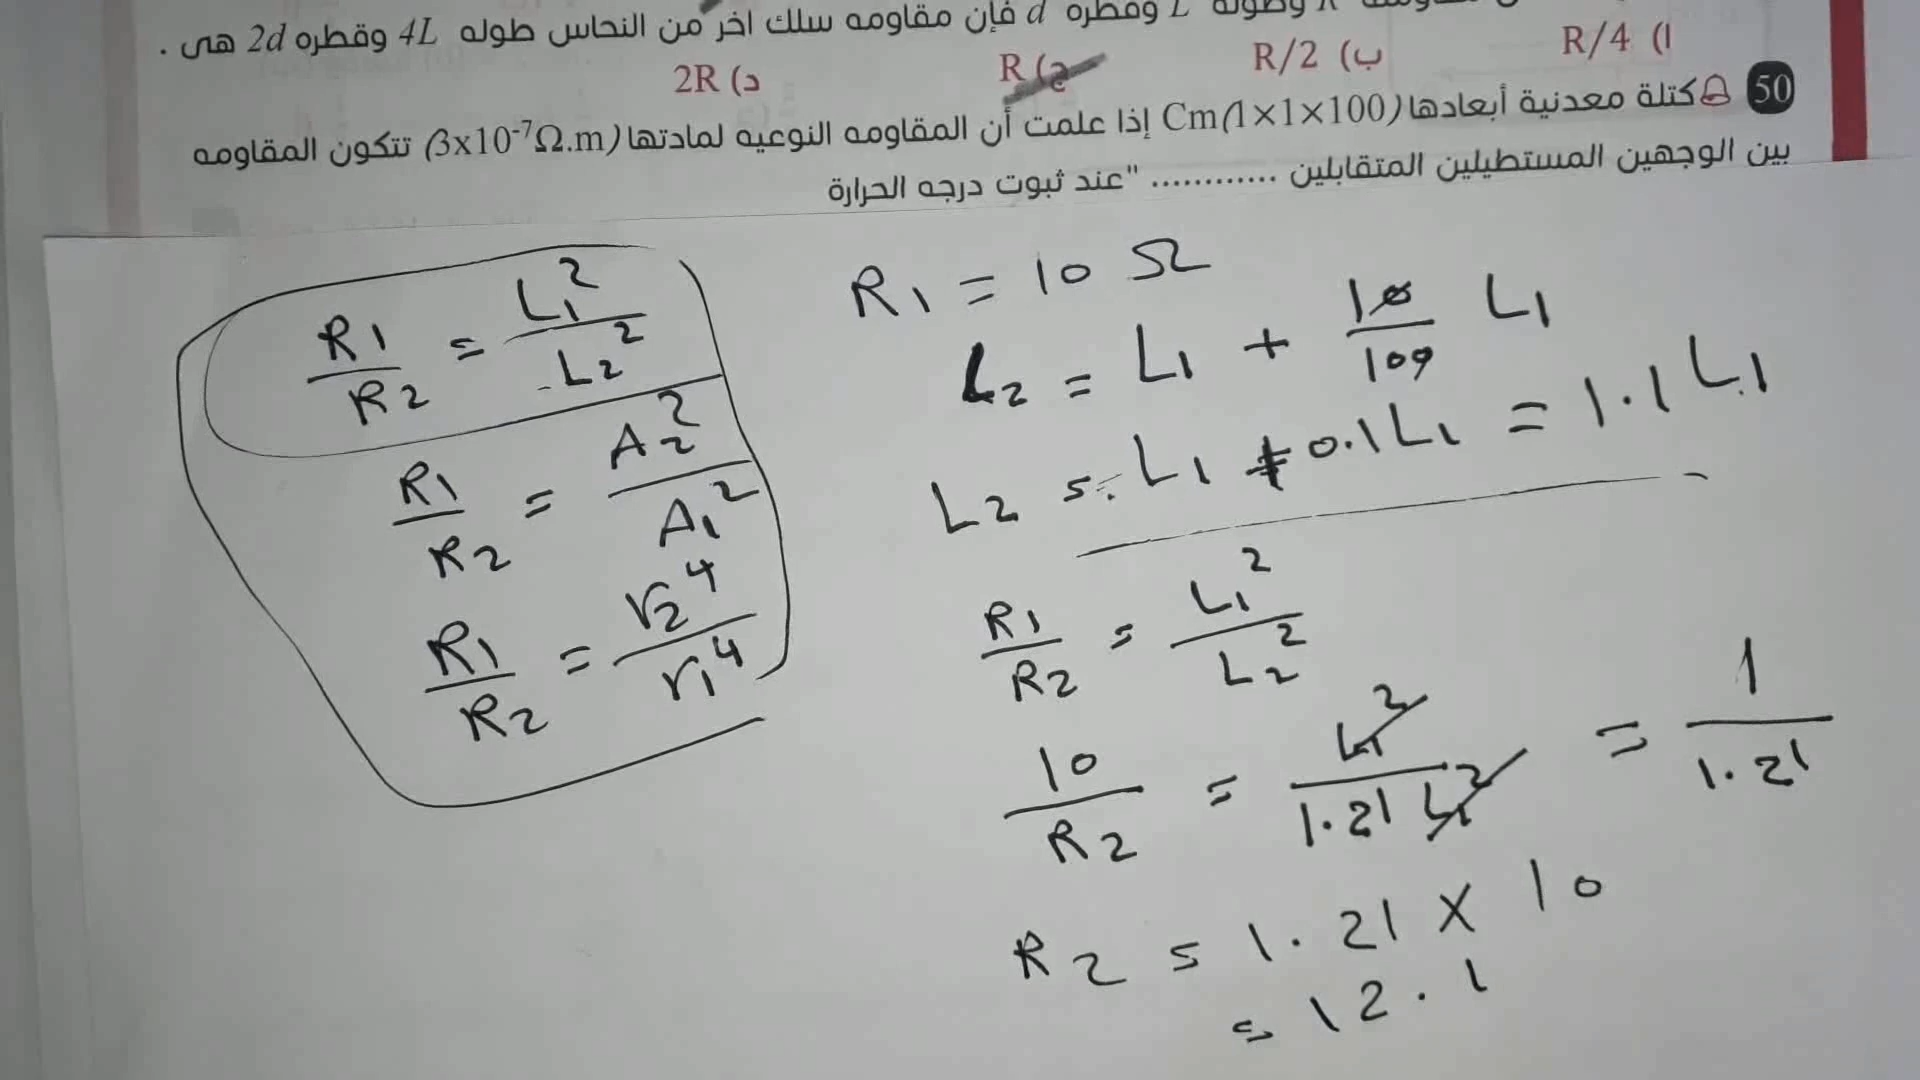 وطوله L وقطره d فإن مقاومه سلك اخر من النحاس طوله 4L وقطره 2d هى .
ا) R/4 ب) R/2 ج) R د) 2R
50 كتلة معدنية أبعادها (1×1×100)Cm إذا علمت أن المقاومه النوعيه لمادتها (3x10⁻⁷Ω.m) تتكون المقاومه
بين الوجهين المستطيلين المتقابلين ............ "عند ثبوت درجه الحرارة
R1/R2 = L1²/L2²
R1/R2 = A2²/A1²
R1/R2 = r2⁴/r1⁴
R1 = 10 Ω
L2 = L1 + 10/100 L1
L2 = L1 + 0.1L1 = 1.1 L1
R1/R2 = L1²/L2²
10/R2 = L1²/1.21 L1² = 1/1.21
R2 = 1.21 × 10
= 12.1